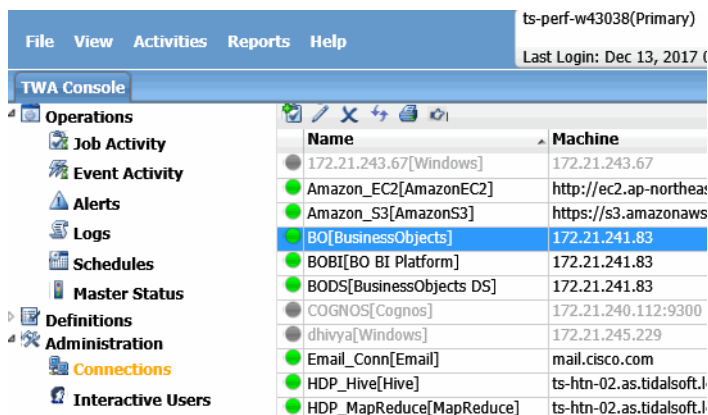 ts-perf-w43038(Primary)
File View Activities Reports Help
Last Login: Dec 13, 2017
TWA Console
Operations
Job Activity
Event Activity
Alerts
Logs
Schedules
Master Status
Definitions
Administration
Connections
Interactive Users
Name Machine
172.21.243.67[Windows] 172.21.243.67
Amazon_EC2[AmazonEC2] http://ec2.ap-northeas
Amazon_S3[AmazonS3] https://s3.amazonaws
BO[BusinessObjects] 172.21.241.83
BOBI[BO BI Platform] 172.21.241.83
BODS[BusinessObjects DS] 172.21.241.83
COGNOS[Cognos] 172.21.240.112:9300
dhivya[Windows] 172.21.245.229
Email_Conn[Email] mail.cisco.com
HDP_Hive[Hive] ts-htn-02.as.tidalsoft.l
HDP_MapReduce[MapReduce] ts-htn-02.as.tidalsoft.l